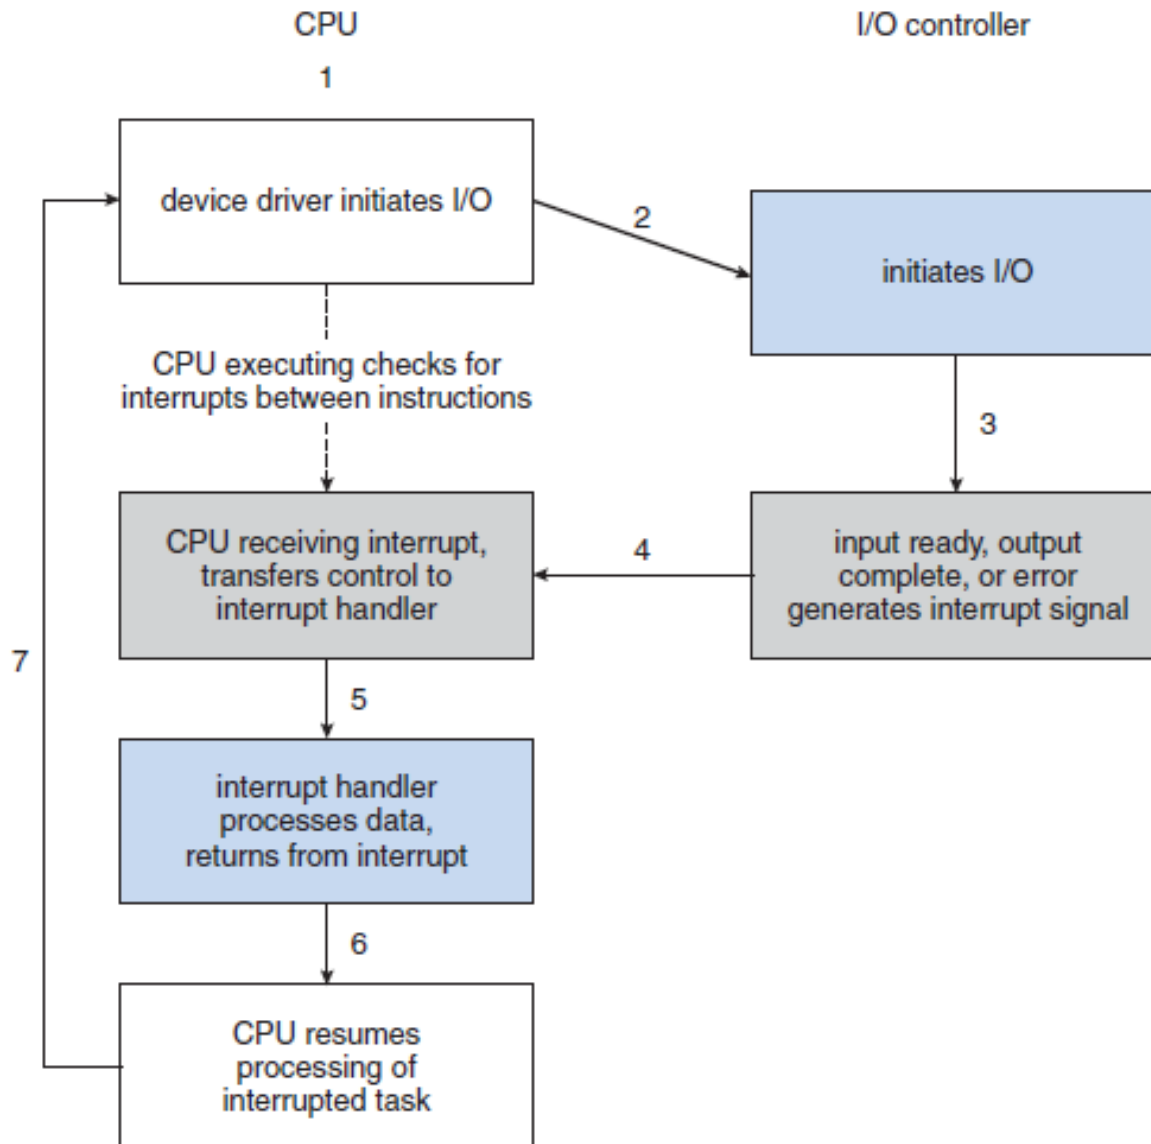 CPU
I/O controller
1
device driver initiates I/O
2
initiates I/O
CPU executing checks for
interrupts between instructions
3
CPU receiving interrupt,
transfers control to
interrupt handler
4
input ready, output
complete, or error
generates interrupt signal
7
5
interrupt handler
processes data,
returns from interrupt
6
CPU resumes
processing of
interrupted task